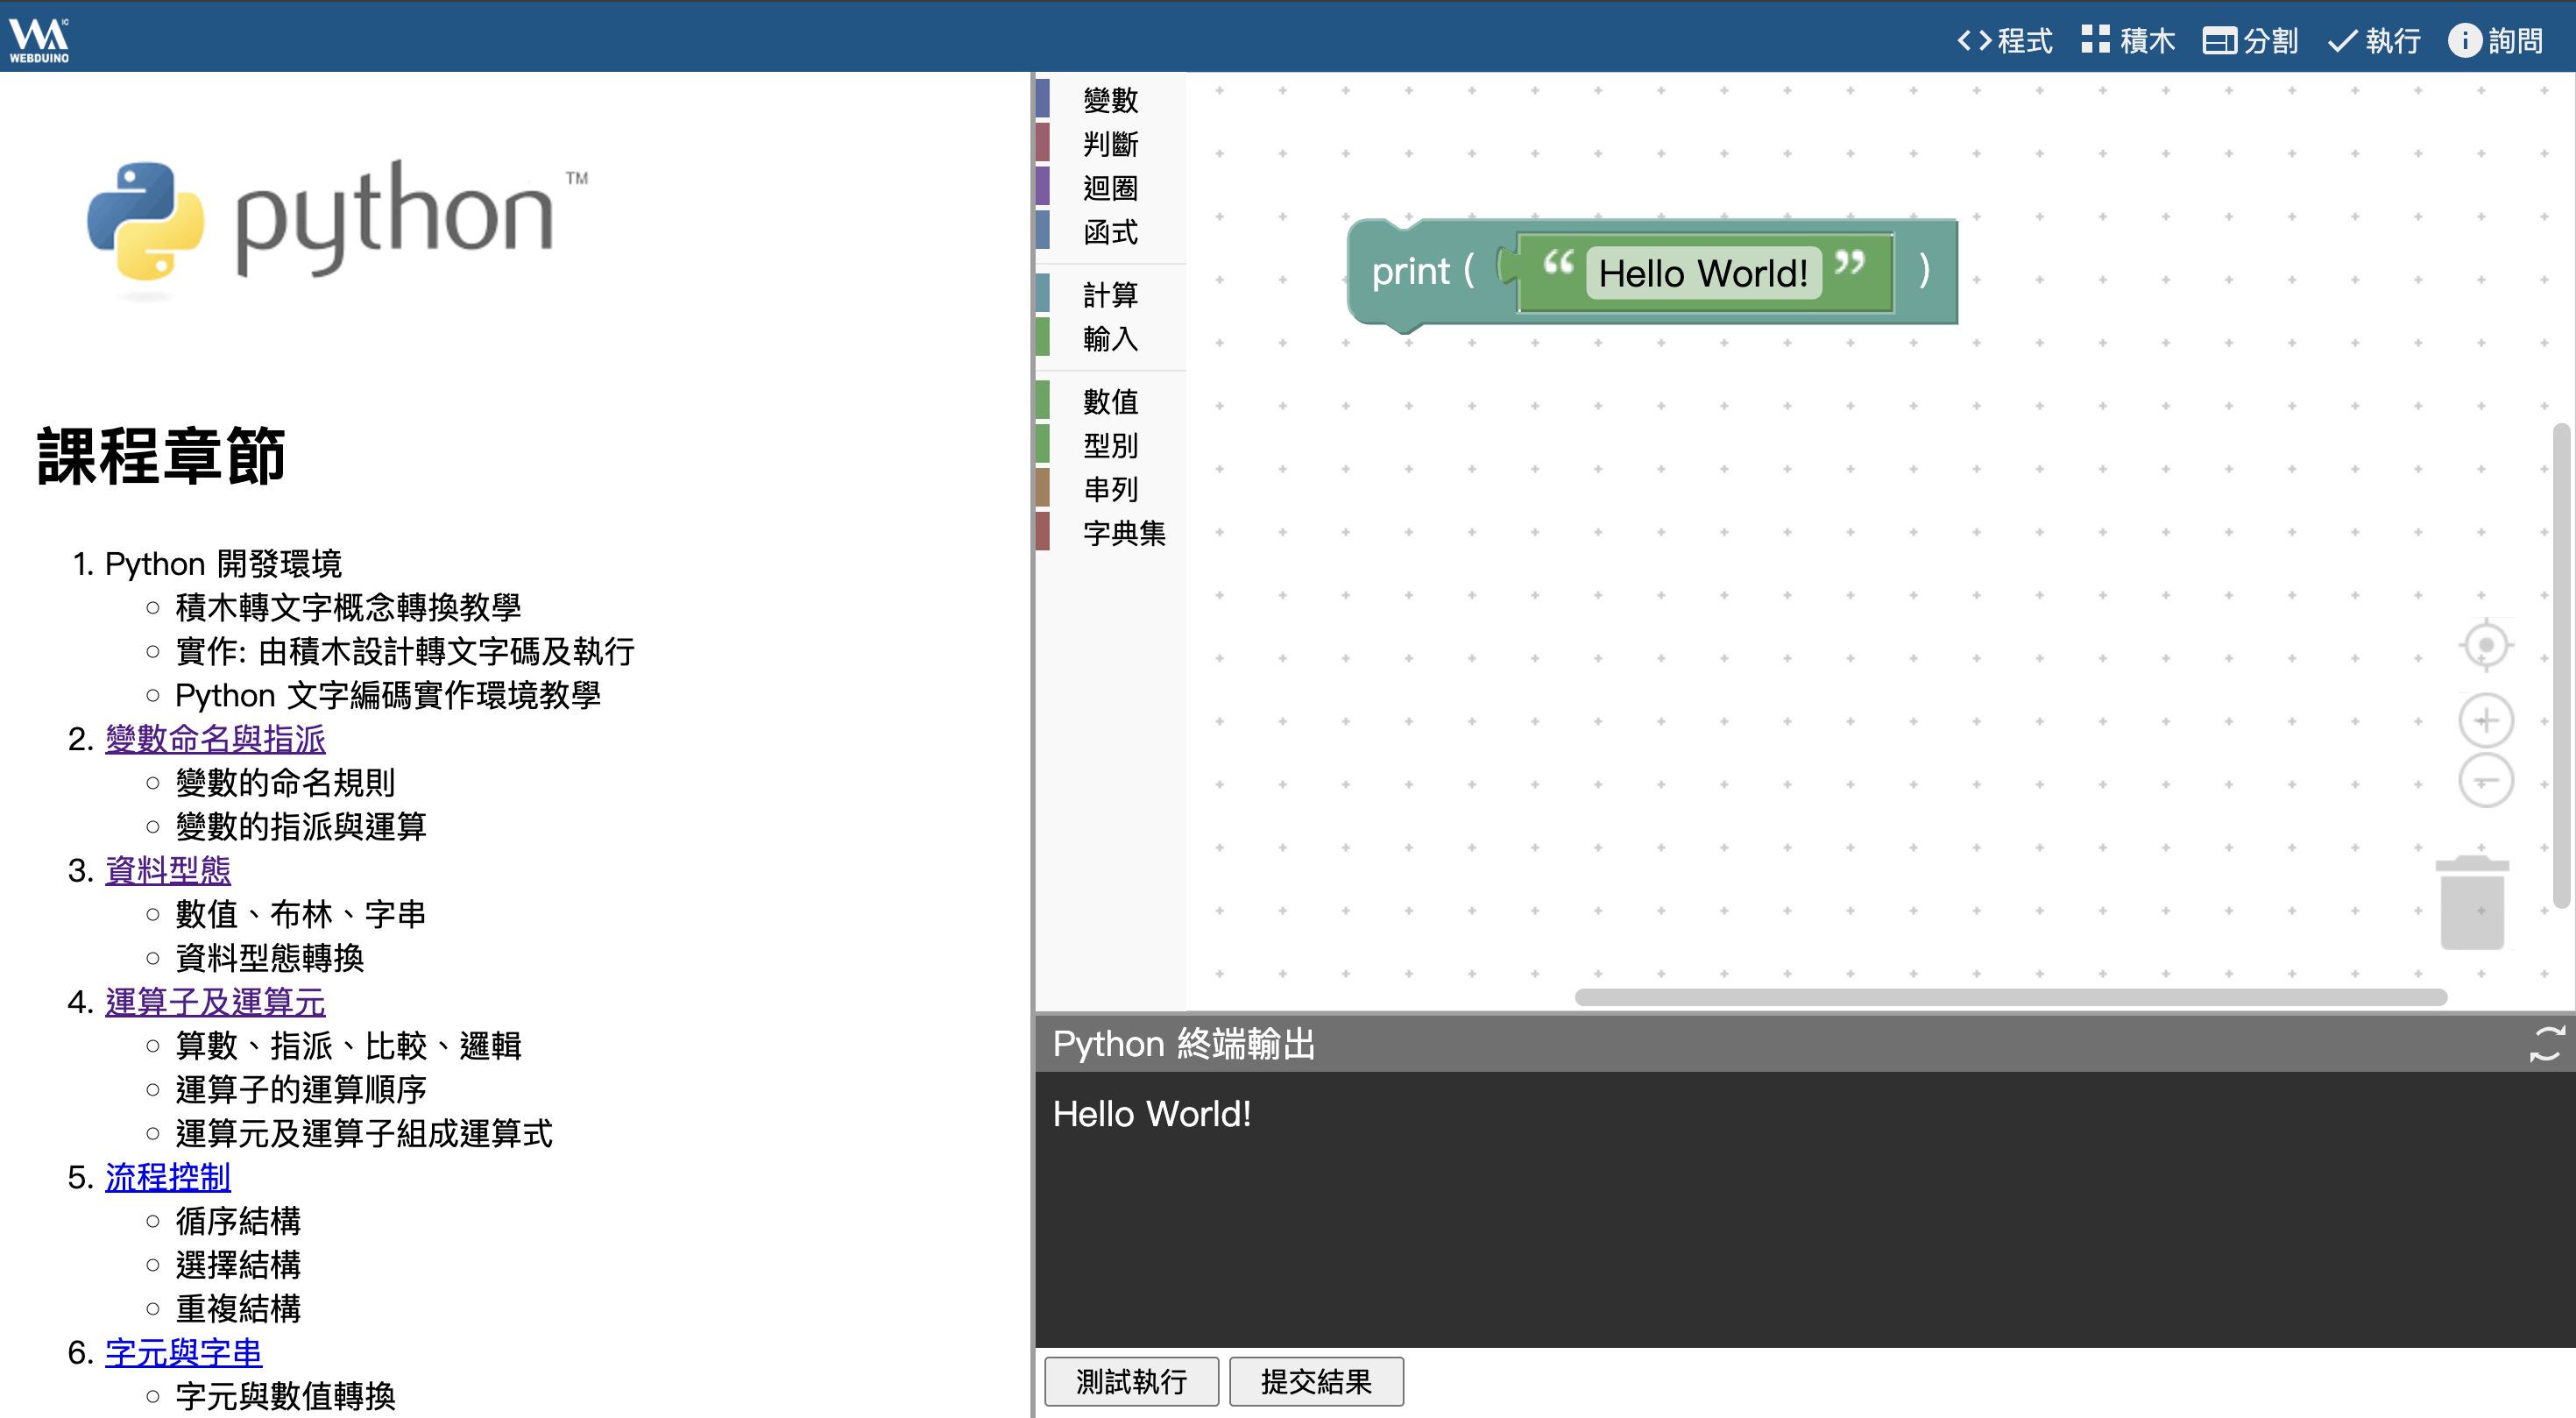 WEBDUINO
程式 積木 分割 執行 詢問
python™
課程章節
1. Python 開發環境
積木轉文字概念轉換教學
實作: 由積木設計轉文字碼及執行
Python 文字編碼實作環境教學
2. 變數命名與指派
變數的命名規則
變數的指派與運算
3. 資料型態
數值、布林、字串
資料型態轉換
4. 運算子及運算元
算數、指派、比較、邏輯
運算子的運算順序
運算元及運算子組成運算式
5. 流程控制
循序結構
選擇結構
重複結構
6. 字元與字串
字元與數值轉換
變數
判斷
迴圈
函式
計算
輸入
數值
型別
串列
字典集
print ( “ Hello World! ” )
Python 終端輸出
Hello World!
測試執行 提交結果